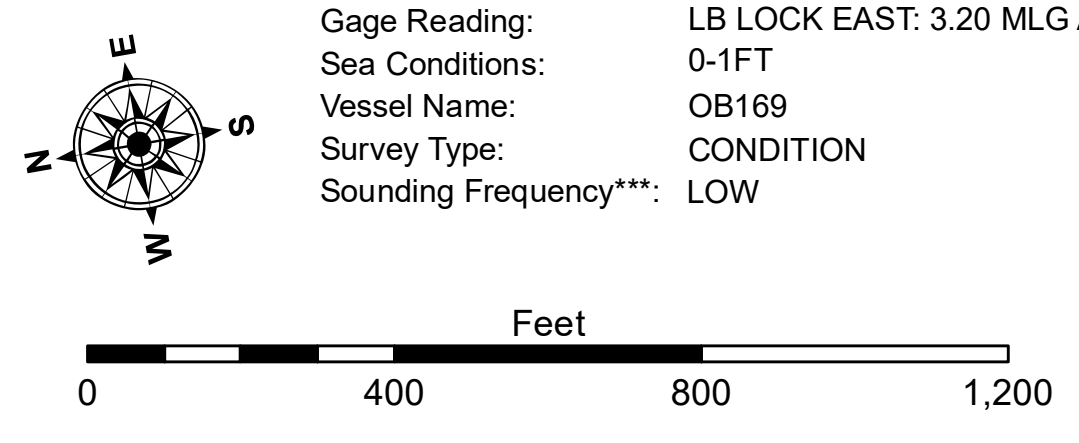 E
S
N
W
Gage Reading: LB LOCK EAST: 3.20 MLG
Sea Conditions: 0-1FT
Vessel Name: OB169
Survey Type: CONDITION
Sounding Frequency***: LOW
Feet
0 400 800 1,200